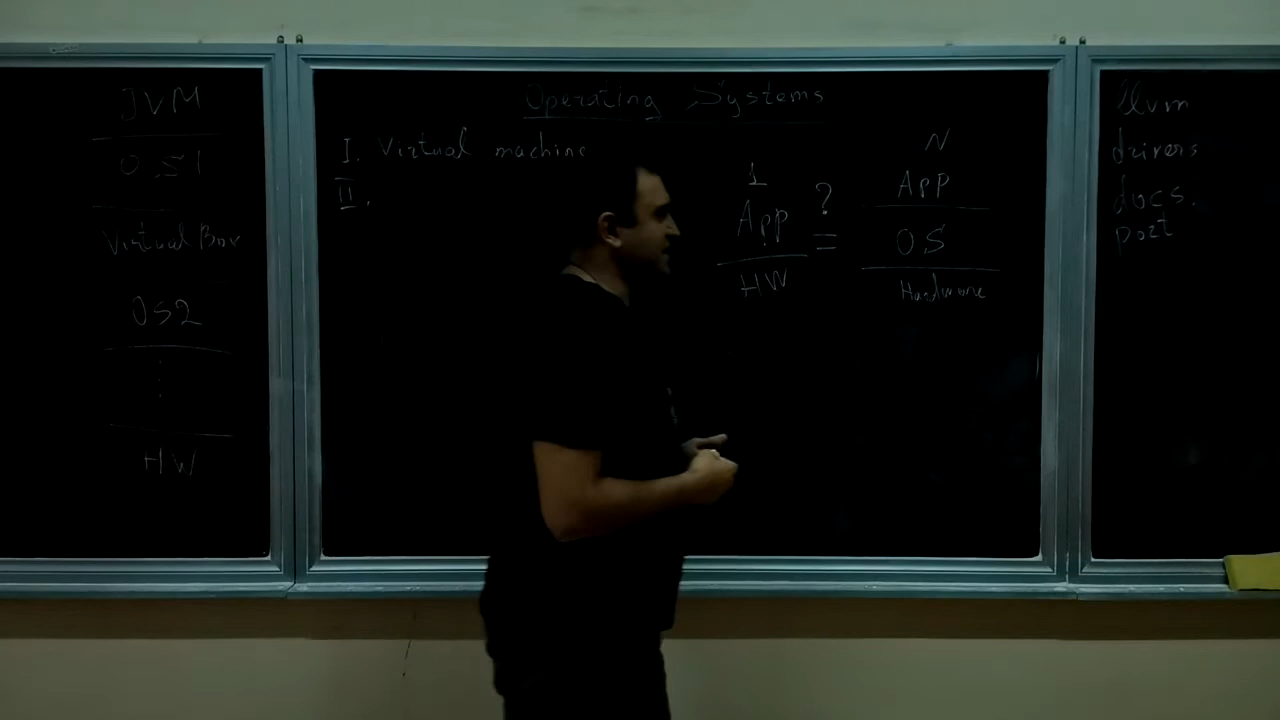 JVM
OS1
VirtualBox
OS2
HW
Operating Systems
I. Virtual machine
II.
1
App
HW
?
=
N
App
OS
Hardware
llvm
drivers
docs.
port